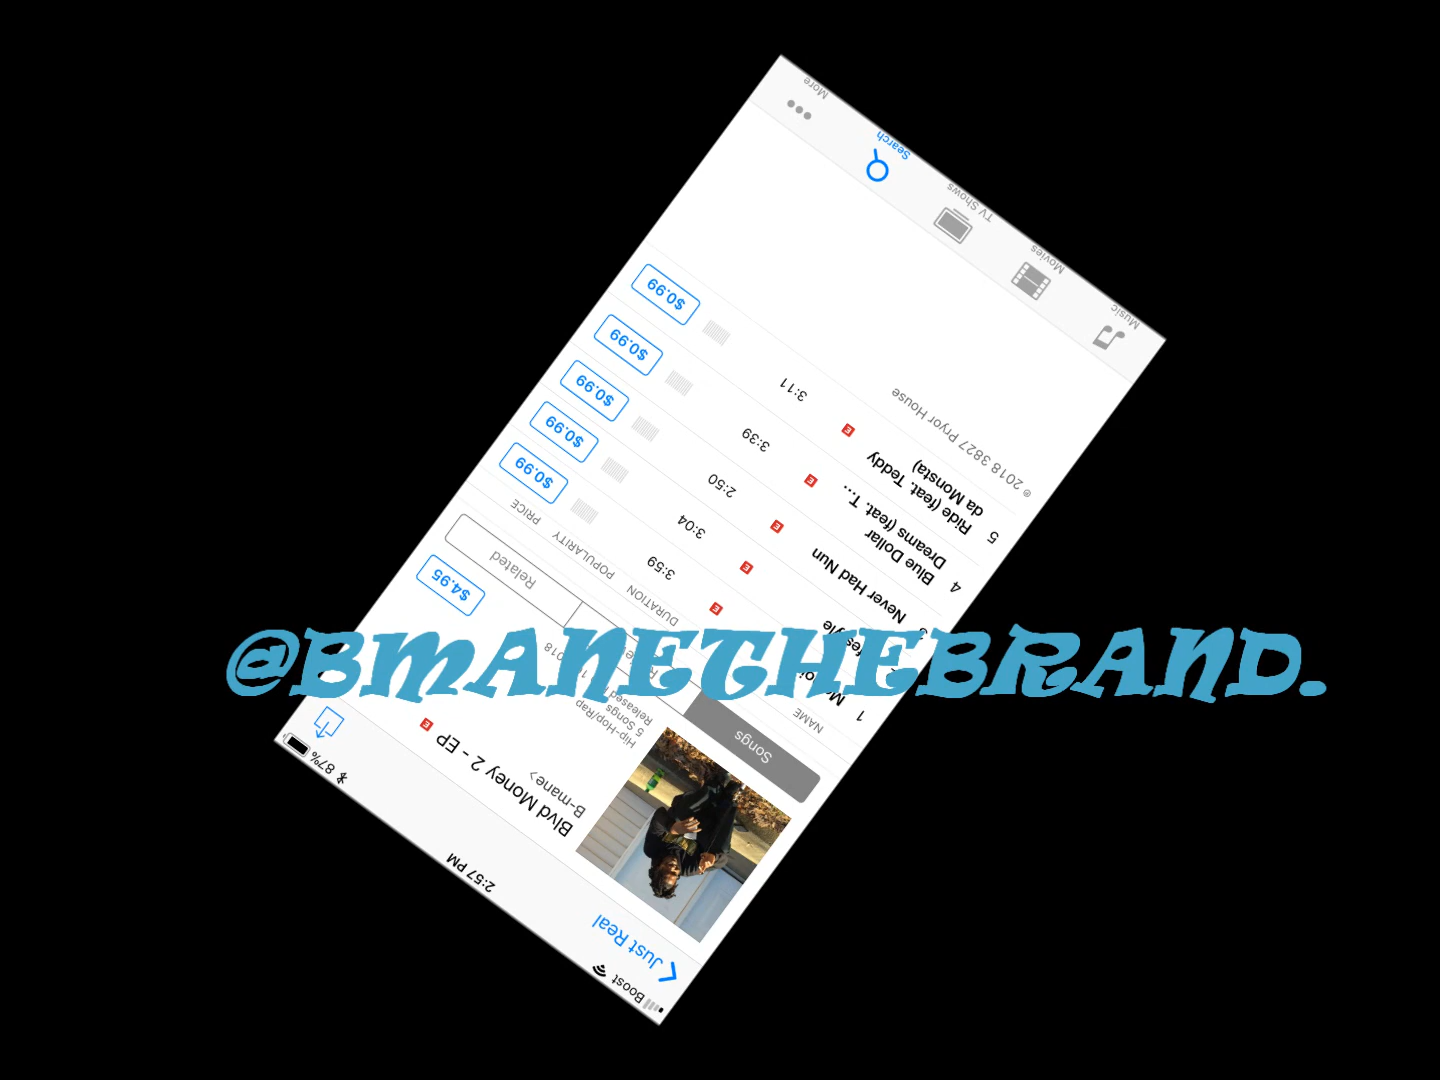 Boost
2:57 PM
87%
Just Real
Blvd Money 2 - EP
B-mane>
Hip-Hop/Rap
5 Songs
Released
2018
$4.95
Songs
Related
NAME
DURATION
POPULARITY
PRICE
1
3:59
$0.99
3:04
$0.99
3 Never Had Nun
2:50
$0.99
4 Blue Dollar
Dreams (feat. T...
3:39
$0.99
5 Ride (feat. Teddy
da Monsta)
3:11
$0.99
℗ 2018 3827 Pryor House
Music
Movies
TV Shows
Search
More
@BMANETHEBRAND.